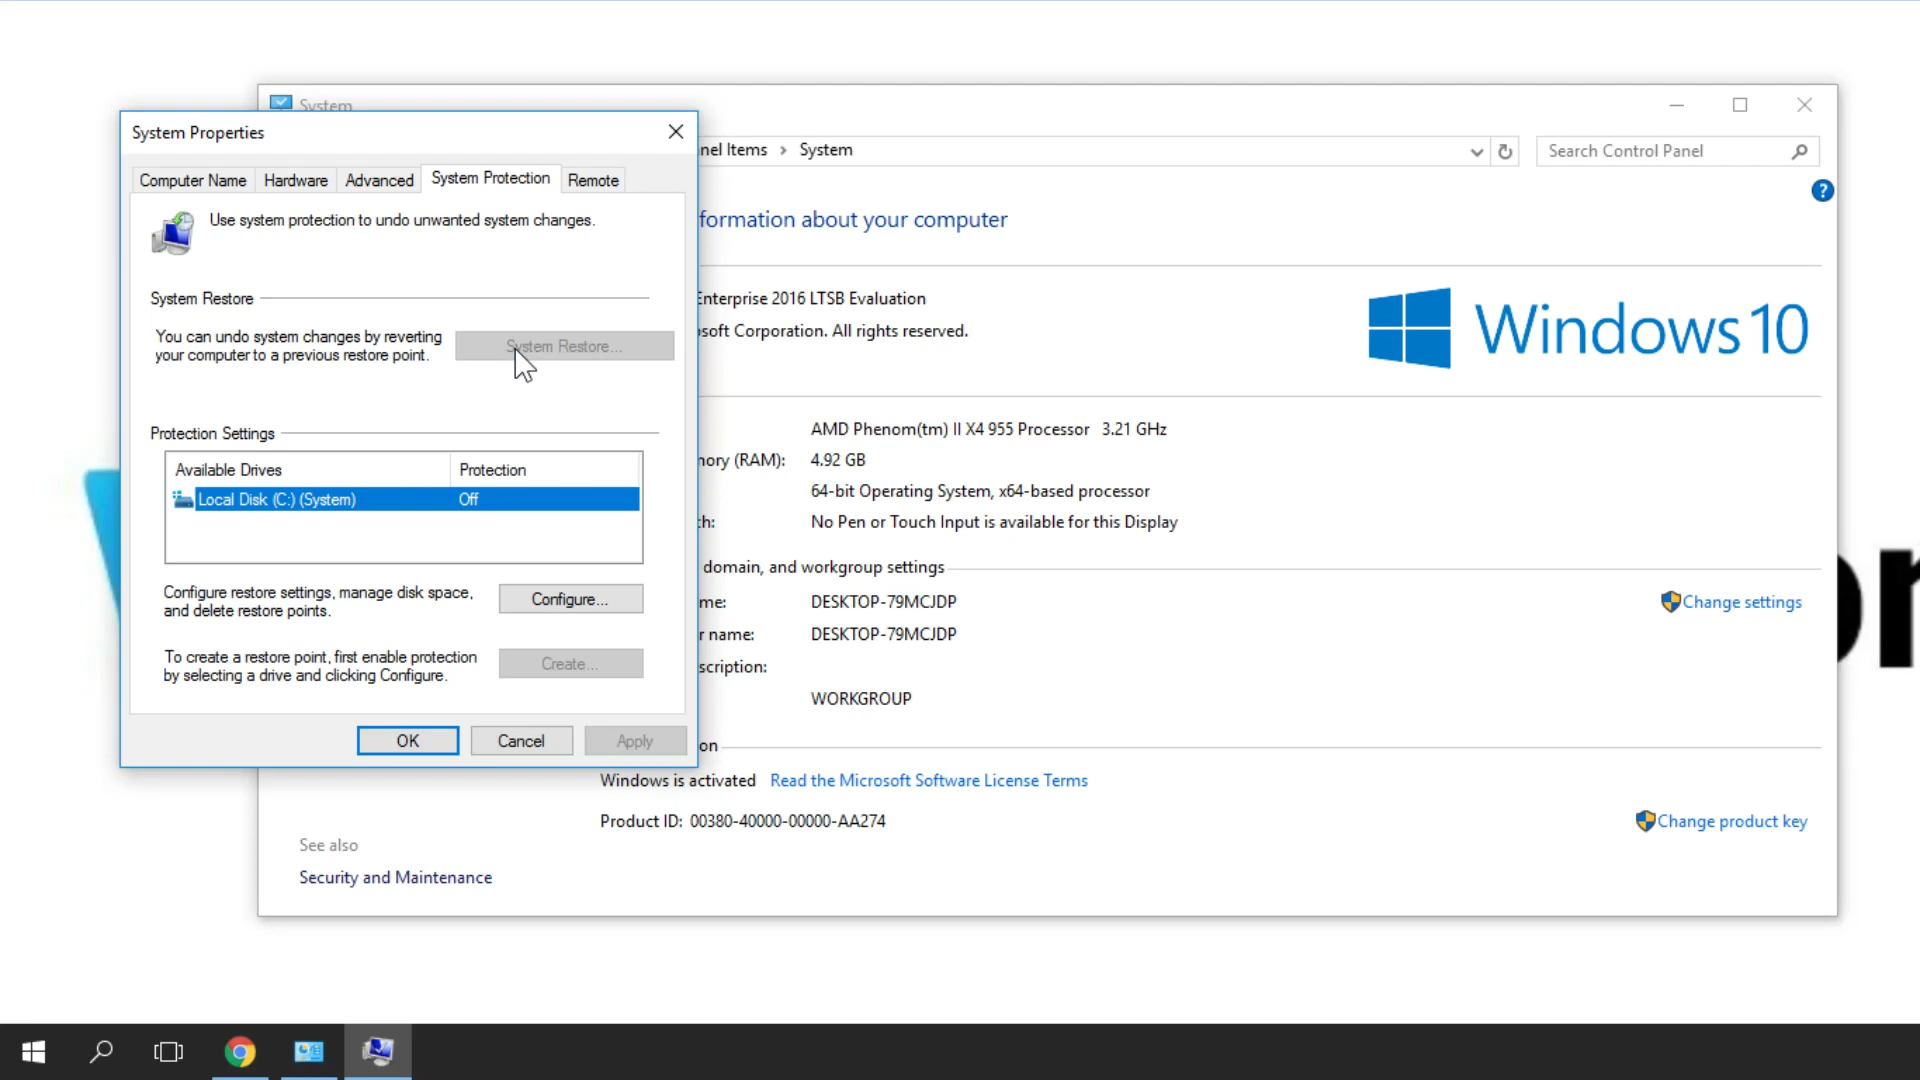 System
System Properties
nel Items > System
Search Control Panel
Computer Name Hardware Advanced System Protection Remote
?
Use system protection to undo unwanted system changes.
formation about your computer
System Restore
Enterprise 2016 LTSB Evaluation
You can undo system changes by reverting
your computer to a previous restore point.
System Restore...
soft Corporation. All rights reserved.
Windows 10
Protection Settings
AMD Phenom(tm) II X4 955 Processor 3.21 GHz
Available Drives Protection
nory (RAM): 4.92 GB
Local Disk (C:) (System) Off
64-bit Operating System, x64-based processor
h: No Pen or Touch Input is available for this Display
domain, and workgroup settings
Configure restore settings, manage disk space,
and delete restore points.
Configure...
me: DESKTOP-79MCJDP
Change settings
r name: DESKTOP-79MCJDP
To create a restore point, first enable protection
by selecting a drive and clicking Configure.
Create...
scription:
WORKGROUP
OK Cancel Apply
on
Windows is activated Read the Microsoft Software License Terms
Product ID: 00380-40000-00000-AA274
Change product key
See also
Security and Maintenance